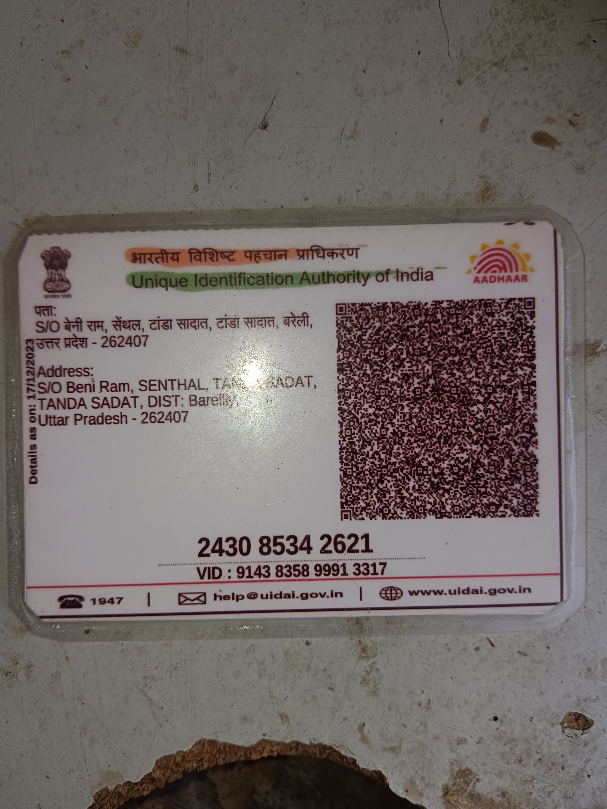 भारतीय विशिष्ट पहचान प्राधिकरण
Unique Identification Authority of India
AADHAAR
पता:
S/O बेनी राम, सेंथल, टांडा सादात, टांडा सादात, बरेली,
उत्तर प्रदेश - 262407
Address:
S/O Beni Ram, SENTHAL, TANDA SADAT,
TANDA SADAT, DIST: Bareilly,
Uttar Pradesh - 262407
Details as on: 17/12/2023
2430 8534 2621
VID : 9143 8358 9991 3317
1947 | help@uidai.gov.in | www.uidai.gov.in